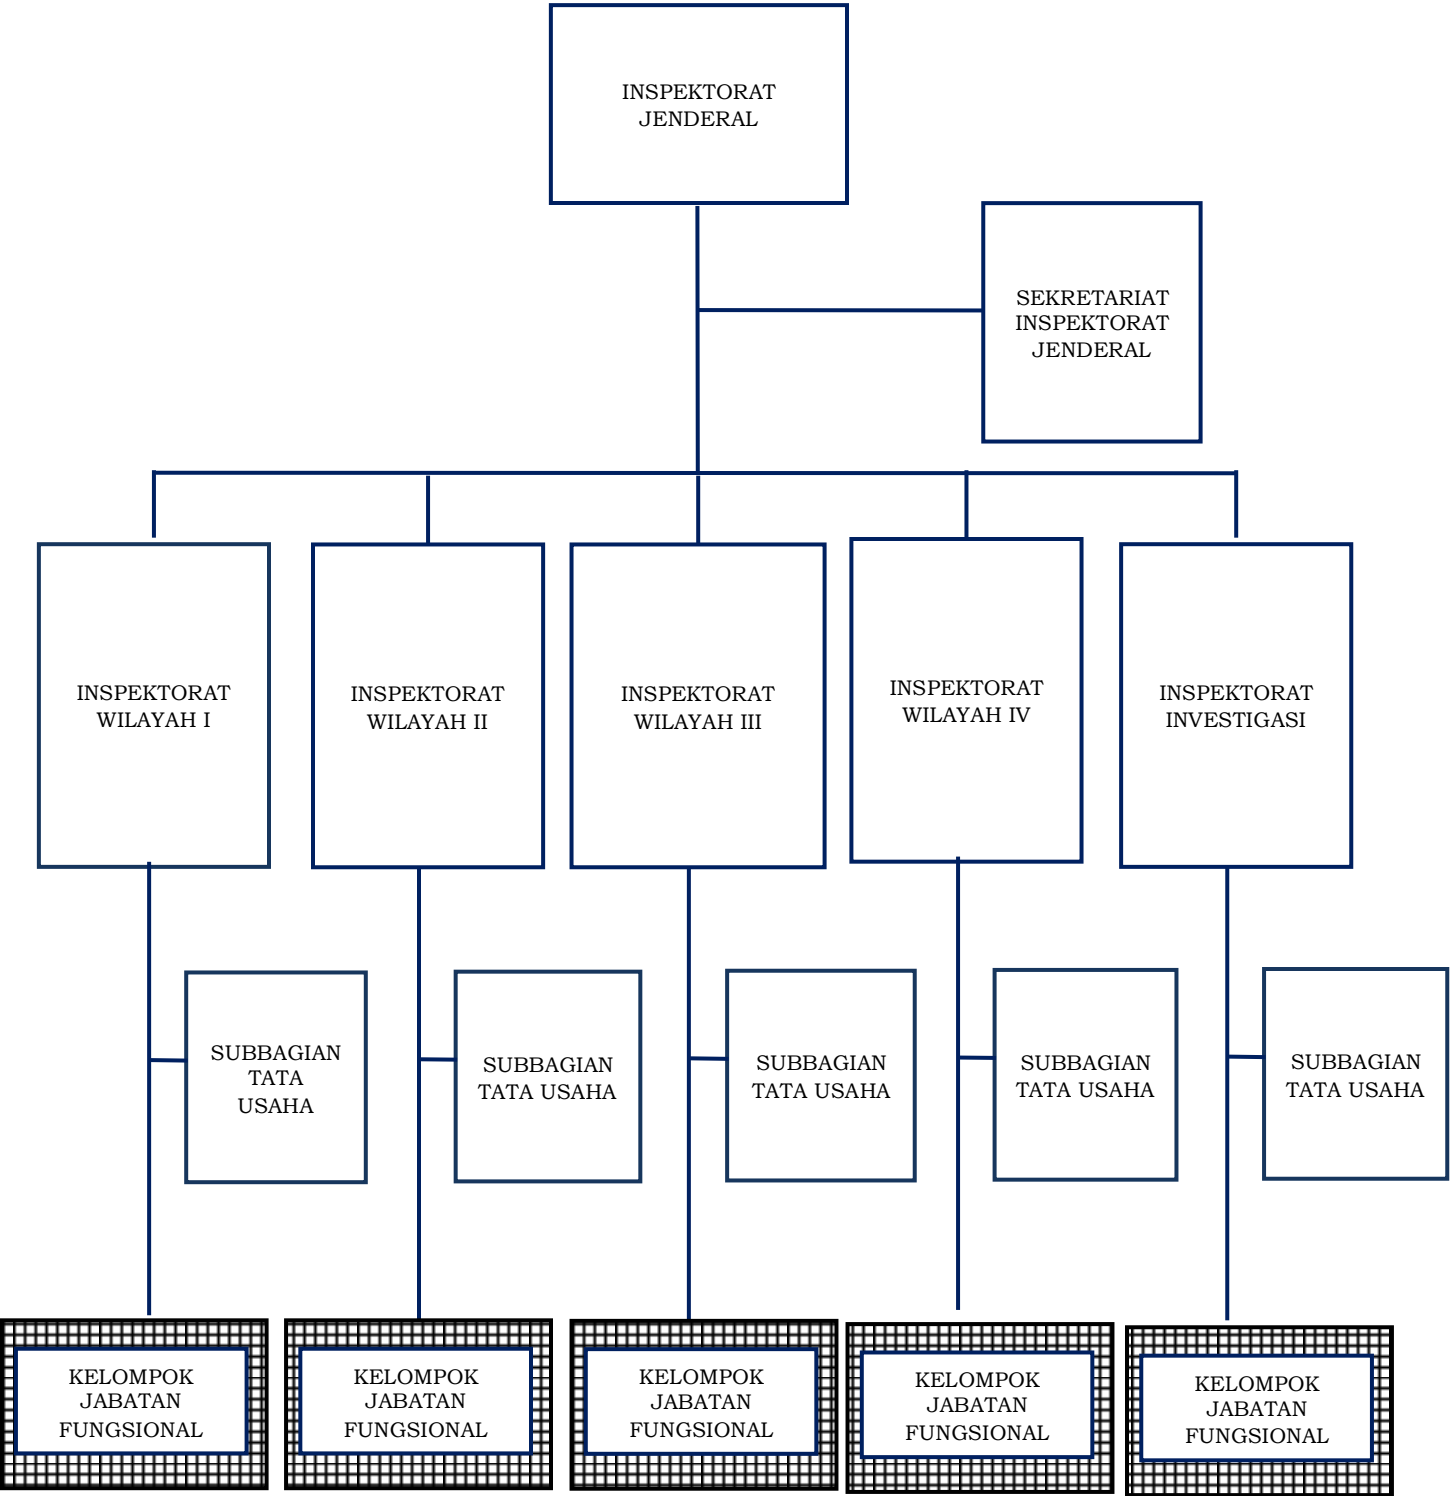 INSPEKTORAT
JENDERAL
SEKRETARIAT
INSPEKTORAT
JENDERAL
INSPEKTORAT
WILAYAH I
INSPEKTORAT
WILAYAH II
INSPEKTORAT
WILAYAH III
INSPEKTORAT
WILAYAH IV
INSPEKTORAT
INVESTIGASI
SUBBAGIAN
TATA
USAHA
SUBBAGIAN
TATA USAHA
SUBBAGIAN
TATA USAHA
SUBBAGIAN
TATA USAHA
SUBBAGIAN
TATA USAHA
KELOMPOK
JABATAN
FUNGSIONAL
KELOMPOK
JABATAN
FUNGSIONAL
KELOMPOK
JABATAN
FUNGSIONAL
KELOMPOK
JABATAN
FUNGSIONAL
KELOMPOK
JABATAN
FUNGSIONAL